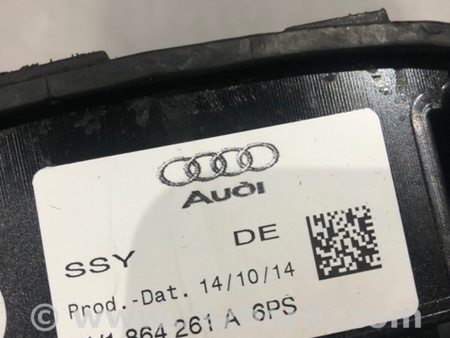 Audi
SSY DE
Prod.-Dat. 14/10/14
864 261 A 6PS